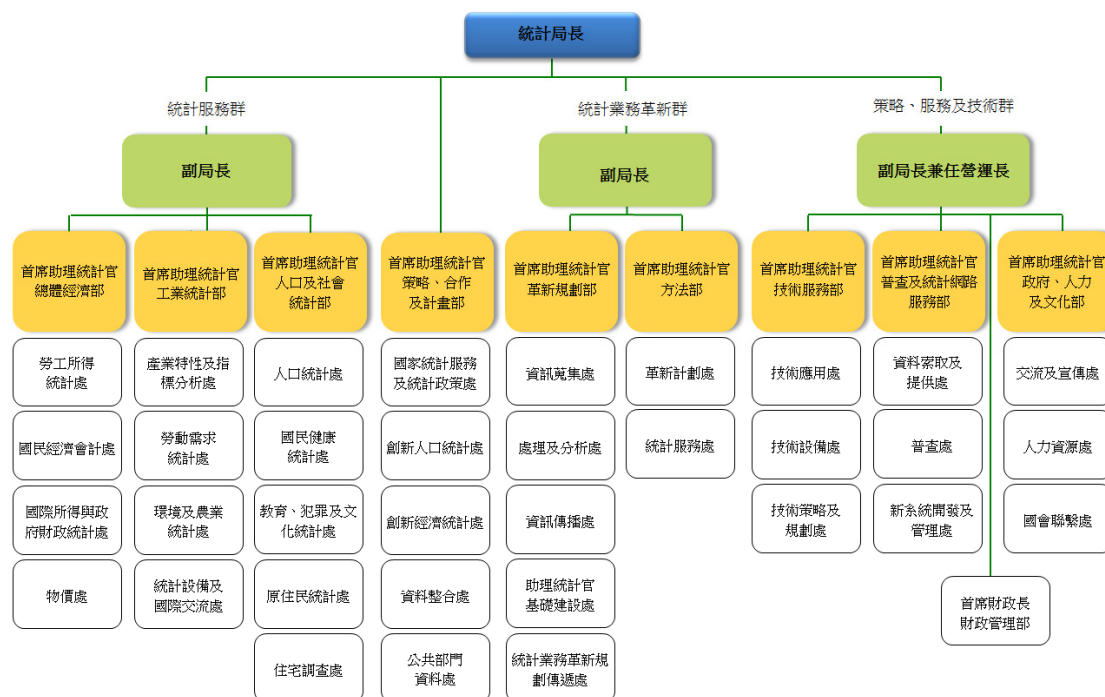 統計局長
統計服務群
統計業務革新群
策略、服務及技術群
副局長
副局長
副局長兼任營運長
首席助理統計官
總體經濟部
首席助理統計官
工業統計部
首席助理統計官
人口及社會
統計部
首席助理統計官
策略、合作
及計畫部
首席助理統計官
革新規劃部
首席助理統計官
方法部
首席助理統計官
技術服務部
首席助理統計官
普查及統計網路
服務部
首席助理統計官
政府、人力
及文化部
勞工所得
統計處
國民經濟會計處
國際所得與政
府財政統計處
物價處
產業特性及指
標分析處
勞動需求
統計處
環境及農業
統計處
統計設備及
國際交流處
人口統計處
國民健康
統計處
教育、犯罪及文
化統計處
原住民統計處
住宅調查處
國家統計服務
及統計政策處
創新人口統計處
創新經濟統計處
資料整合處
公共部門
資料處
資訊蒐集處
處理及分析處
資訊傳播處
助理統計官
基礎建設處
統計業務革新規
劃傳遞處
革新計劃處
統計服務處
技術應用處
技術設備處
技術策略及
規劃處
資料索取及
提供處
普查處
新系統開發及
管理處
交流及宣傳處
人力資源處
國會聯繫處
首席財政長
財政管理部